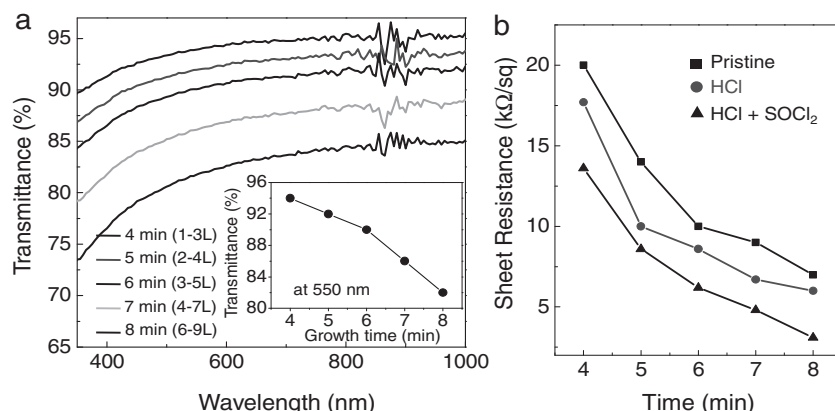 a
95
90
85
80
75
70
65
Transmittance (%)
4 min (1-3L)
5 min (2-4L)
6 min (3-5L)
7 min (4-7L)
8 min (6-9L)
400
600
800
1000
Wavelength (nm)
96
92
88
84
80
Transmittance (%)
at 550 nm
4 5 6 7 8
Growth time (min)
b
20
15
10
5
Sheet Resistance (kΩ/sq)
Pristine
HCl
HCl + SOCl₂
4 5 6 7 8
Time (min)